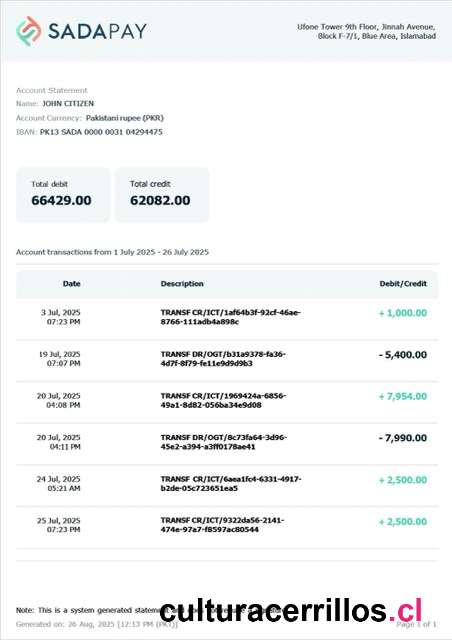 SADAPAY
Ufone Tower 9th Floor, Jinnah Avenue,
Block F-7/1, Blue Area, Islamabad
Account Statement
Name: JOHN CITIZEN
Account Currency: Pakistani rupee (PKR)
IBAN: PK13 SADA 0000 0031 04294475
Total debit
66429.00
Total credit
62082.00
Account transactions from 1 July 2025 - 26 July 2025
Date Description Debit/Credit
3 Jul, 2025
07:23 PM
TRANSF CR/ICT/1af64b3f-92cf-46ae-
8766-111adb4a898c
+ 1,000.00
19 Jul, 2025
07:07 PM
TRANSF DR/OGT/b31a9378-fa36-
4d7f-8f79-fe11e9d9d9b3
- 5,400.00
20 Jul, 2025
04:08 PM
TRANSF CR/ICT/1969424a-6856-
49a1-8d82-056ba34e9d08
+ 7,954.00
20 Jul, 2025
04:11 PM
TRANSF DR/OGT/8c73fa64-3d96-
45e2-a394-a3ff0178ae41
- 7,990.00
24 Jul, 2025
05:21 AM
TRANSF CR/ICT/6aea1fc4-6331-4917-
b2de-05c723651ea5
+ 2,500.00
25 Jul, 2025
07:23 PM
TRANSF CR/ICT/9322da56-2141-
474e-97a7-f8597ac80544
+ 2,500.00
Note: This is a system generated statement and does not
culturacerrillos.cl
Generated on: 26 Aug, 2025 [12:13 PM (PKT)]
Page 1 of 1